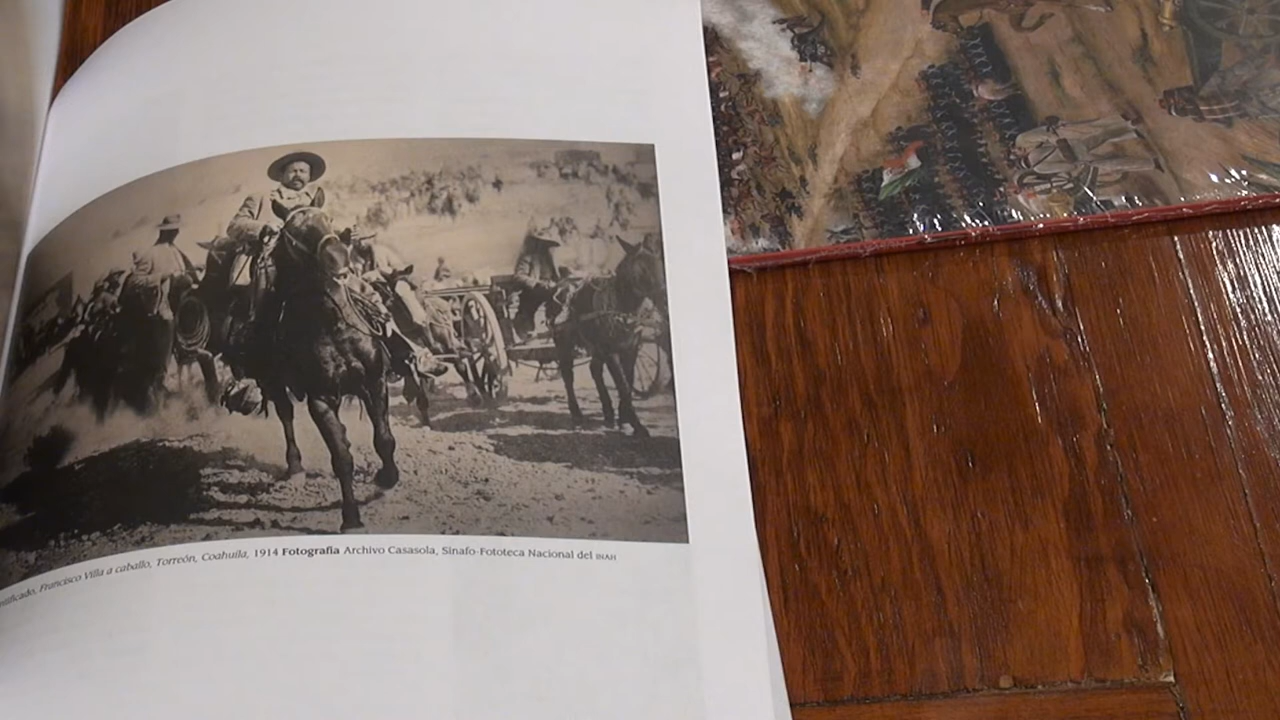 Francisco Villa a caballo, Torreón, Coahuila, 1914 Fotografía Archivo Casasola, Sinafo-Fototeca Nacional del INAH